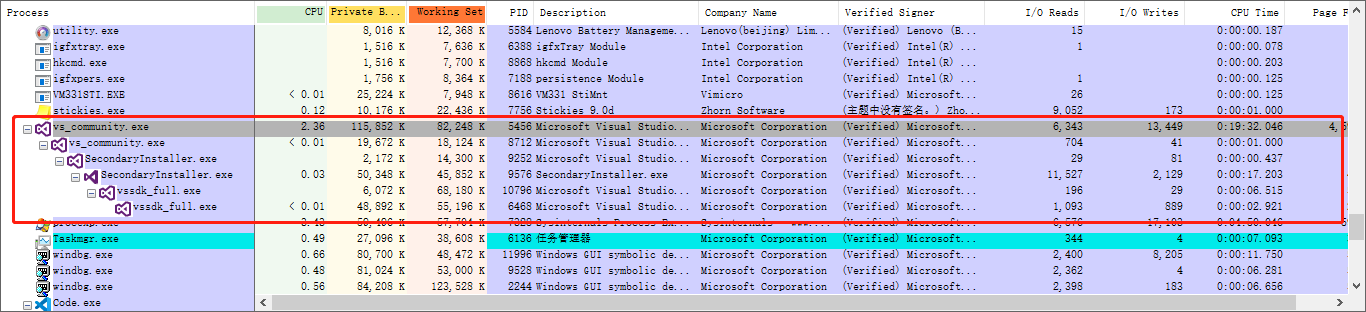 Process CPU Private B... Working Set PID Description Company Name Verified Signer I/O Reads I/O Writes CPU Time Page F
utility.exe 8,016 K 12,368 K 5584 Lenovo Battery Manageme... Lenovo(beijing) Lim... (Verified) Lenovo (B... 15 0:00:00.187
igfxtray.exe 1,516 K 7,636 K 6388 igfxTray Module Intel Corporation (Verified) Intel(R) ... 1 0:00:00.078
hkcmd.exe 1,516 K 7,700 K 8868 hkcmd Module Intel Corporation (Verified) Intel(R) ... 0:00:00.203
igfxpers.exe 1,756 K 8,364 K 7188 persistence Module Intel Corporation (Verified) Intel(R) ... 1 0:00:00.125
VM331STI.EXE < 0.01 25,224 K 7,948 K 8616 VM331 StiMnt Vimicro (Verified) Microsoft... 26 0:00:00.125
stickies.exe 0.12 10,176 K 22,436 K 7756 Stickies 9.0d Zhorn Software (主题中没有签名。) Zho... 9,052 173 0:00:01.000
vs_community.exe 2.36 115,852 K 82,248 K 5456 Microsoft Visual Studio... Microsoft Corporation (Verified) Microsoft... 6,343 13,449 0:19:32.046
vs_community.exe < 0.01 19,672 K 18,124 K 8712 Microsoft Visual Studio... Microsoft Corporation (Verified) Microsoft... 704 41 0:00:01.000
SecondaryInstaller.exe 2,172 K 14,300 K 9252 Microsoft Visual Studio... Microsoft Corporation (Verified) Microsoft... 29 81 0:00:00.437
SecondaryInstaller.exe 0.03 50,348 K 45,852 K 9576 SecondaryInstaller.exe Microsoft Corporation (Verified) Microsoft... 11,527 2,129 0:00:17.203
vssdk_full.exe 6,072 K 68,180 K 10796 Microsoft Visual Studio... Microsoft Corporation (Verified) Microsoft... 196 29 0:00:06.515
vssdk_full.exe < 0.01 48,892 K 55,196 K 6468 Microsoft Visual Studio... Microsoft Corporation (Verified) Microsoft... 1,093 889 0:00:02.921
Taskmgr.exe 0.49 27,096 K 38,608 K 6136 任务管理器 Microsoft Corporation (Verified) Microsoft... 344 4 0:00:07.093
windbg.exe 0.66 80,700 K 48,472 K 11996 Windows GUI symbolic de... Microsoft Corporation (Verified) Microsoft... 2,400 8,205 0:00:11.750
windbg.exe 0.48 81,024 K 53,000 K 9528 Windows GUI symbolic de... Microsoft Corporation (Verified) Microsoft... 2,362 4 0:00:06.281
windbg.exe 0.56 84,208 K 123,528 K 2244 Windows GUI symbolic de... Microsoft Corporation (Verified) Microsoft... 2,398 183 0:00:06.656
Code.exe